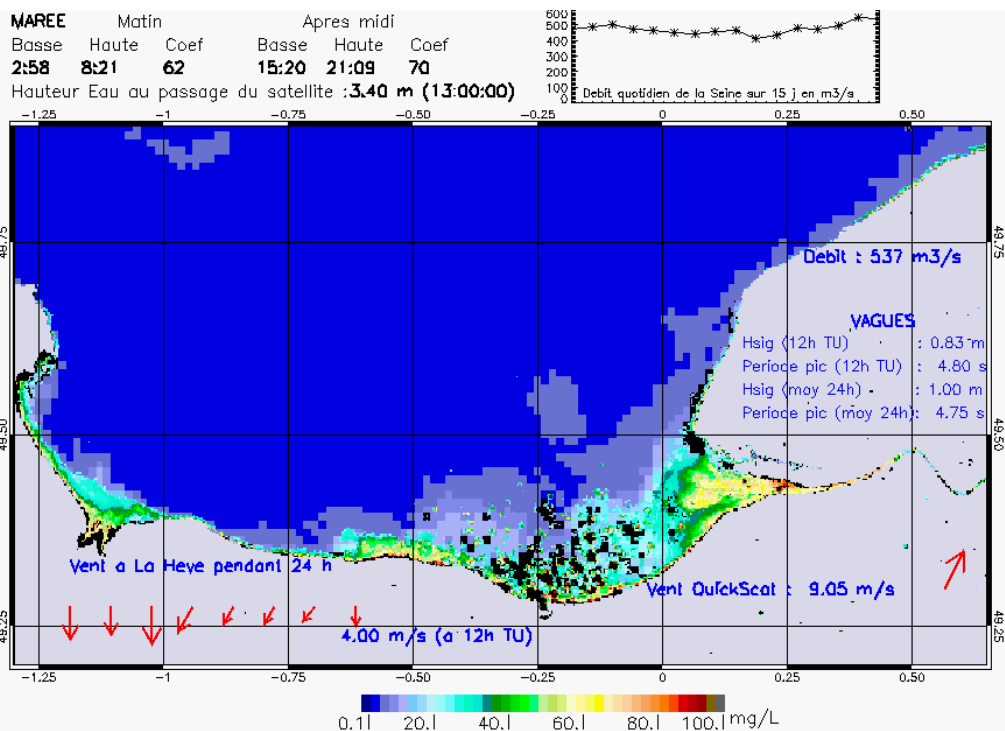 MAREE Matin Apres midi
Basse Haute Coef Basse Haute Coef
2:58 8:21 62 15:20 21:09 70
Hauteur Eau au passage du satellite : 3.40 m (13:00:00)
600
500
400
300
200
100
0
Debit quotidien de la Seine sur 15 j en m3/s
-1.25 -1 -0.75 -0.50 -0.25 0 0.25 0.50
49.75 49.75
Debit : 537 m3/s
VAGUES
Hsig (12h TU) : 0.83 m
Periode pic (12h TU) : 4.80 s
Hsig (moy 24h) : 1.00 m
Periode pic (moy 24h): 4.75 s
49.50 49.50
Vent a La Heve pendant 24 h
Vent QuickScat : 9.05 m/s
49.25 49.25
4.00 m/s (a 12h TU)
-1.25 -1 -0.75 -0.50 -0.25 0 0.25 0.50
0.1 20. 40. 60. 80. 100. mg/L